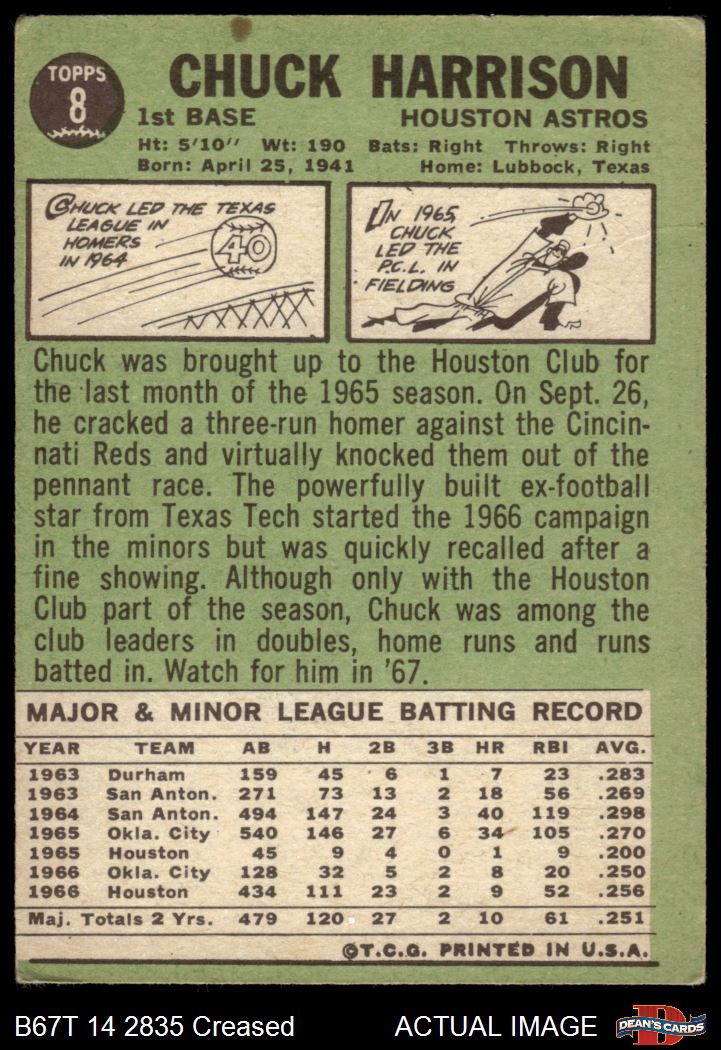 TOPPS
8
CHUCK HARRISON
1st BASE HOUSTON ASTROS
Ht: 5'10" Wt: 190 Bats: Right Throws: Right
Born: April 25, 1941 Home: Lubbock, Texas
CHUCK LED THE TEXAS
LEAGUE IN
HOMERS
IN 1964
40
IN 1965,
CHUCK
LED THE
P.C.L. IN
FIELDING
Chuck was brought up to the Houston Club for
the last month of the 1965 season. On Sept. 26,
he cracked a three-run homer against the Cincin-
nati Reds and virtually knocked them out of the
pennant race. The powerfully built ex-football
star from Texas Tech started the 1966 campaign
in the minors but was quickly recalled after a
fine showing. Although only with the Houston
Club part of the season, Chuck was among the
club leaders in doubles, home runs and runs
batted in. Watch for him in '67.
MAJOR & MINOR LEAGUE BATTING RECORD
YEAR TEAM AB H 2B 3B HR RBI AVG.
1963 Durham 159 45 6 1 7 23 .283
1963 San Anton. 271 73 13 2 18 56 .269
1964 San Anton. 494 147 24 3 40 119 .298
1965 Okla. City 540 146 27 6 34 105 .270
1965 Houston 45 9 4 0 1 9 .200
1966 Okla. City 128 32 5 2 8 20 .250
1966 Houston 434 111 23 2 9 52 .256
Maj. Totals 2 Yrs. 479 120 27 2 10 61 .251
©T.C.G. PRINTED IN U.S.A.
B67T 14 2835 Creased ACTUAL IMAGE DEAN'S CARDS